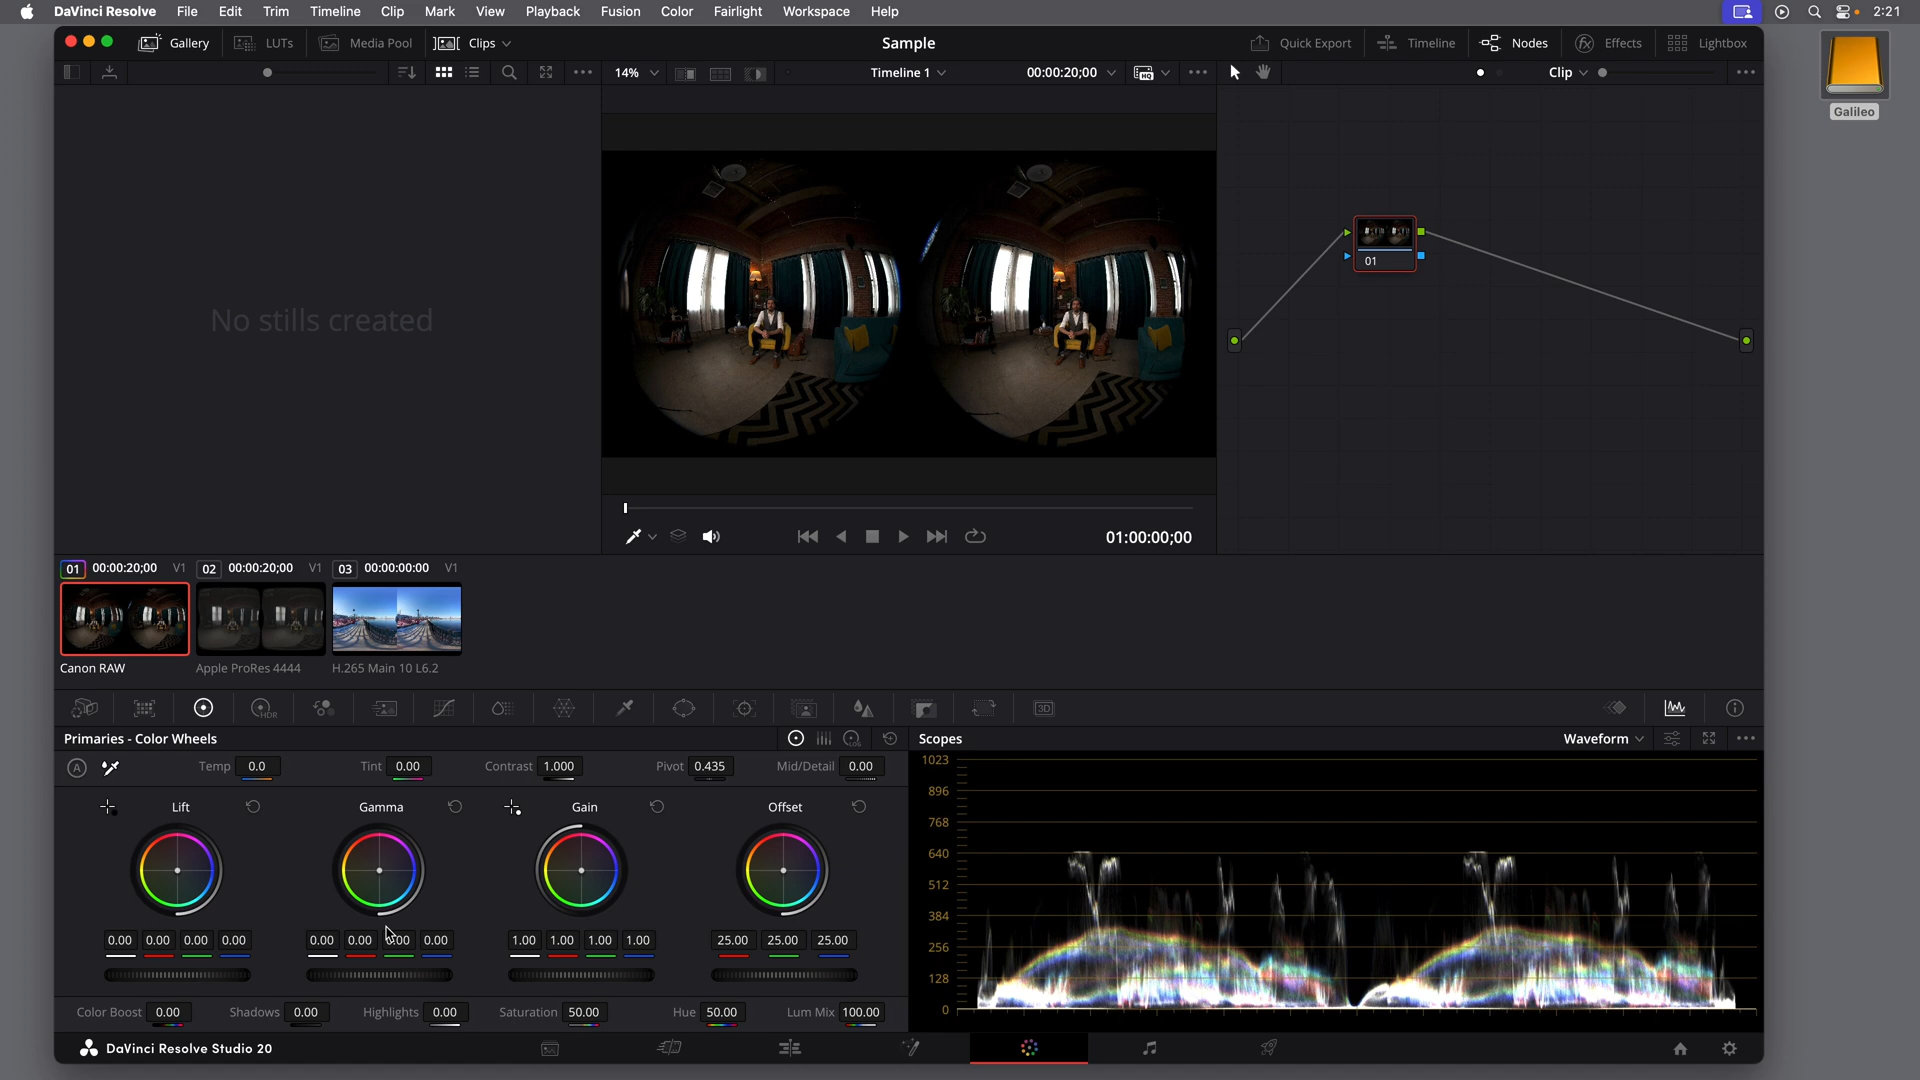 DaVinci Resolve File Edit Trim Timeline Clip Mark View Playback Fusion Color Fairlight Workspace Help 2:21
Gallery LUTs Media Pool Clips Sample Quick Export Timeline Nodes Effects Lightbox
14% Timeline 1 00:00:20;00 HQ Clip
Galileo
No stills created
01
01:00:00;00
01 00:00:20;00 V1 02 00:00:20;00 V1 03 00:00:00:00 V1
Canon RAW Apple ProRes 4444 H.265 Main 10 L6.2
HDR 3D
Primaries - Color Wheels LOG Scopes Waveform
A Temp 0.0 Tint 0.00 Contrast 1.000 Pivot 0.435 Mid/Detail 0.00
Lift Gamma Gain Offset
0.00 0.00 0.00 0.00 0.00 0.00 0.00 0.00 1.00 1.00 1.00 1.00 25.00 25.00 25.00
Color Boost 0.00 Shadows 0.00 Highlights 0.00 Saturation 50.00 Hue 50.00 Lum Mix 100.00
1023
896
768
640
512
384
256
128
0
DaVinci Resolve Studio 20